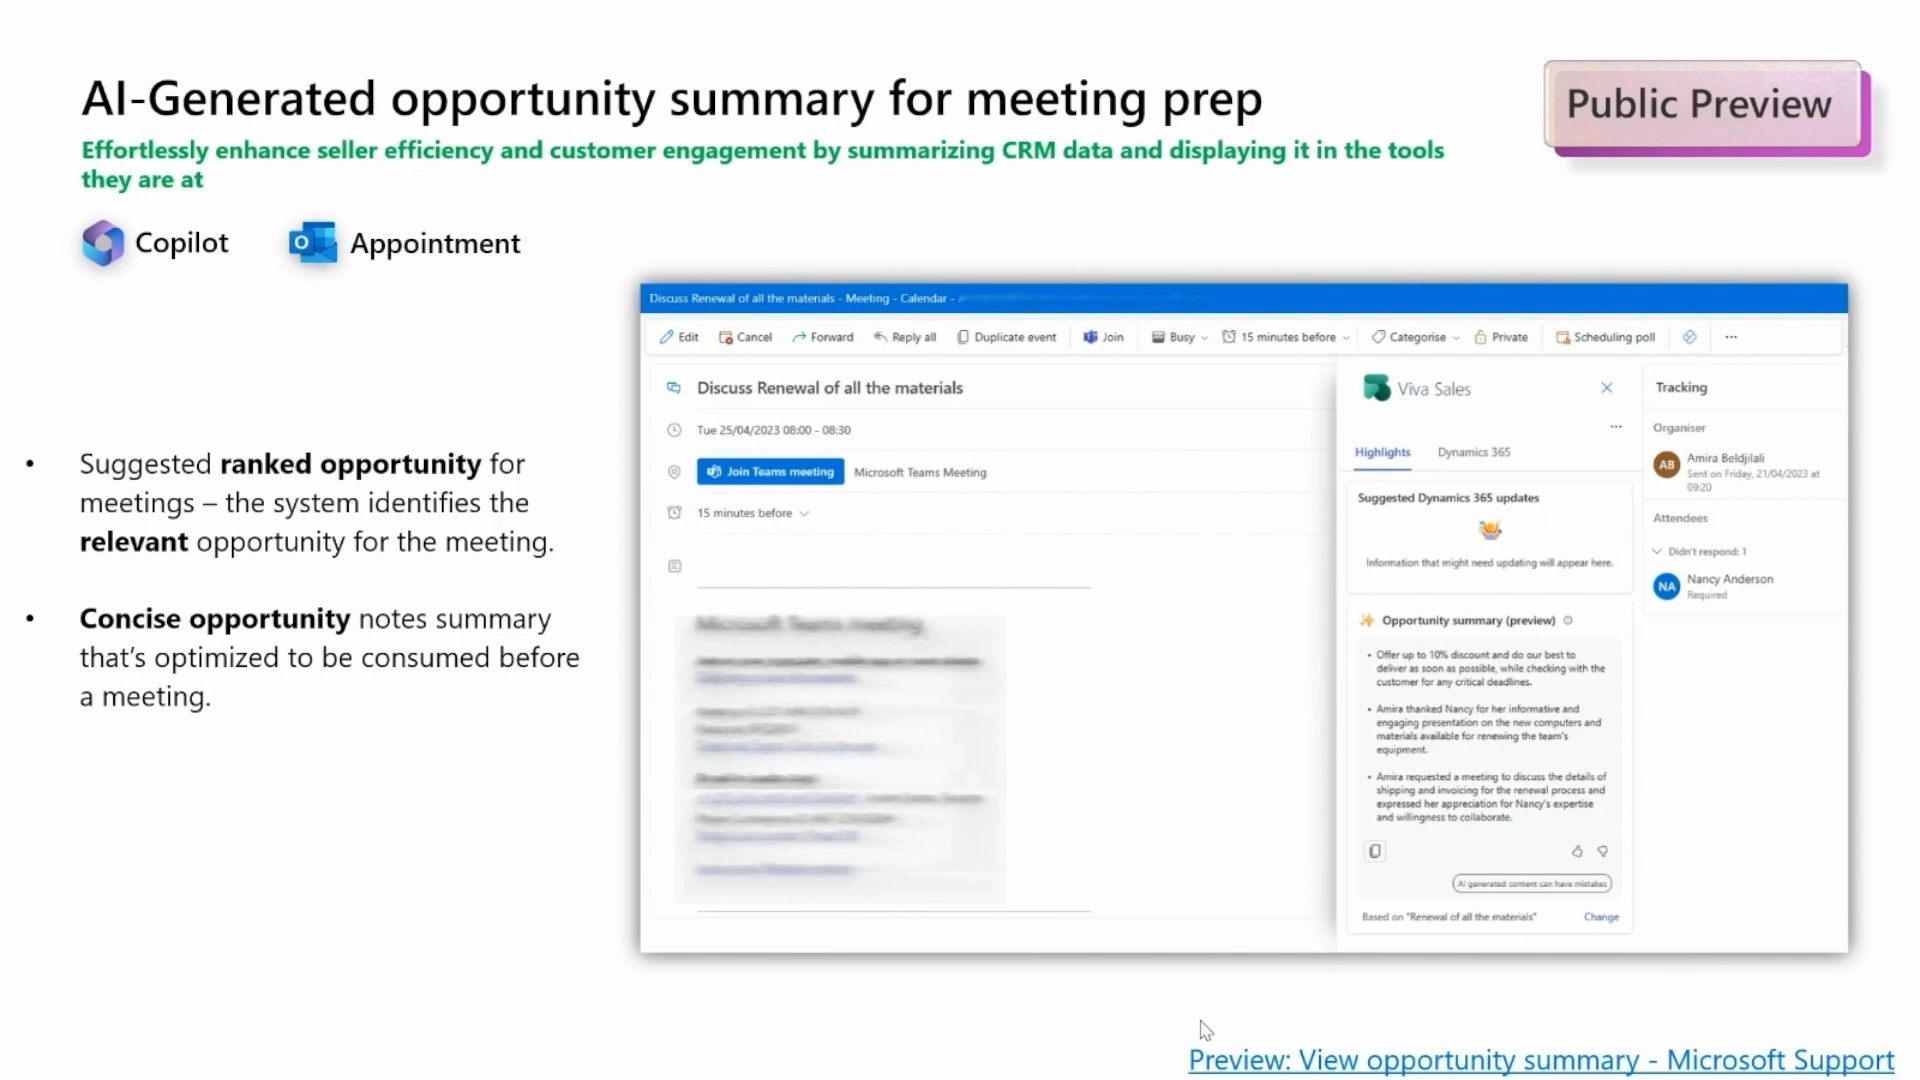 AI-Generated opportunity summary for meeting prep
Public Preview
Effortlessly enhance seller efficiency and customer engagement by summarizing CRM data and displaying it in the tools
they are at
Copilot
Appointment
• Suggested ranked opportunity for
meetings – the system identifies the
relevant opportunity for the meeting.
• Concise opportunity notes summary
that's optimized to be consumed before
a meeting.
Discuss Renewal of all the materials - Meeting - Calendar -
Edit Cancel Forward Reply all Duplicate event Join Busy 15 minutes before Categorise Private Scheduling poll ...
Discuss Renewal of all the materials
Tue 25/04/2023 08:00 - 08:30
Join Teams meeting Microsoft Teams Meeting
15 minutes before
Microsoft Teams meeting
Viva Sales
...
Highlights Dynamics 365
Suggested Dynamics 365 updates
Information that might need updating will appear here.
Opportunity summary (preview)
• Offer up to 10% discount and do our best to
deliver as soon as possible, while checking with the
customer for any critical deadlines.
• Amira thanked Nancy for her informative and
engaging presentation on the new computers and
materials available for renewing the team's
equipment.
• Amira requested a meeting to discuss the details of
shipping and invoicing for the renewal process and
expressed her appreciation for Nancy's expertise
and willingness to collaborate.
AI generated content can have mistakes
Based on "Renewal of all the materials" Change
Tracking
Organiser
AB Amira Beldjilali
Sent on Friday, 21/04/2023 at
09:20
Attendees
Didn't respond: 1
NA Nancy Anderson
Required
Preview: View opportunity summary - Microsoft Support